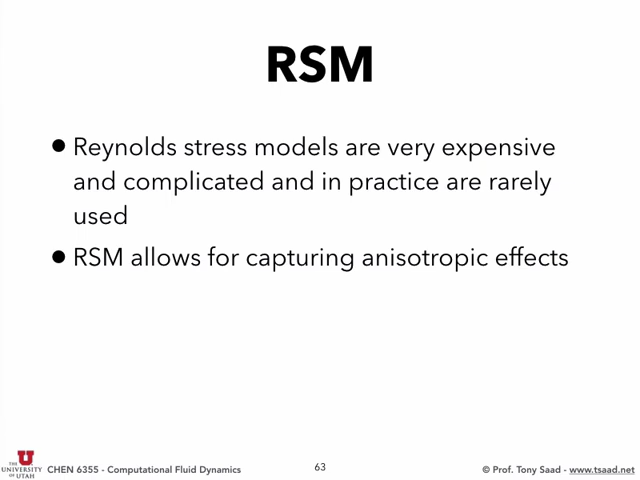 RSM
● Reynolds stress models are very expensive
and complicated and in practice are rarely
used
● RSM allows for capturing anisotropic effects
THE
UNIVERSITY
OF UTAH
CHEN 6355 - Computational Fluid Dynamics
63
© Prof. Tony Saad - www.tsaad.net